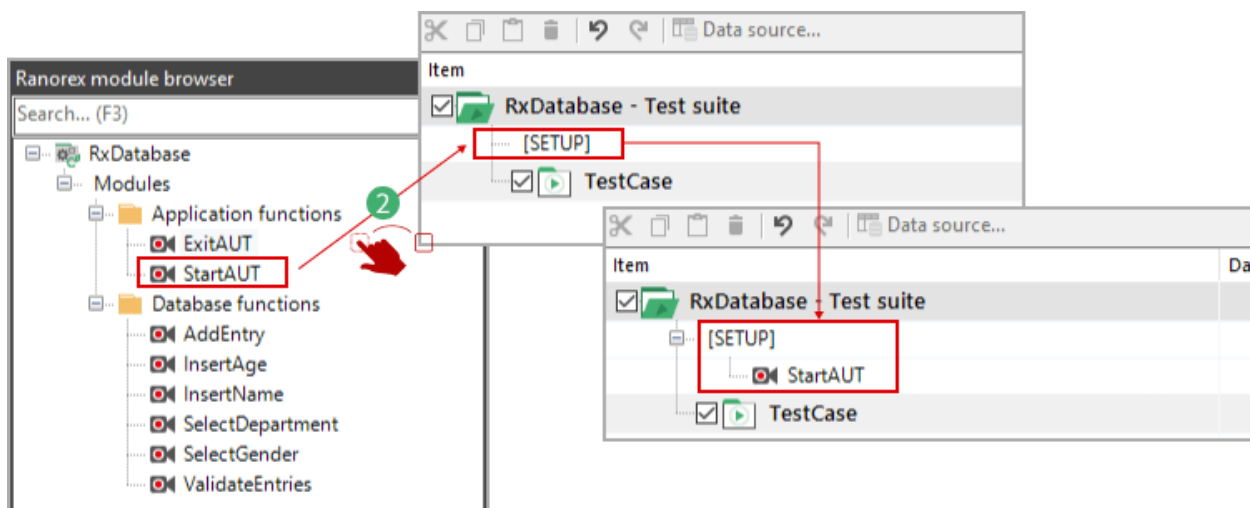 Ranorex module browser
Search... (F3)
RxDatabase
Modules
Application functions
ExitAUT
StartAUT
Database functions
AddEntry
InsertAge
InsertName
SelectDepartment
SelectGender
ValidateEntries
2
Data source...
Item
RxDatabase - Test suite
[SETUP]
TestCase
Data source...
Item Da
RxDatabase - Test suite
[SETUP]
StartAUT
TestCase